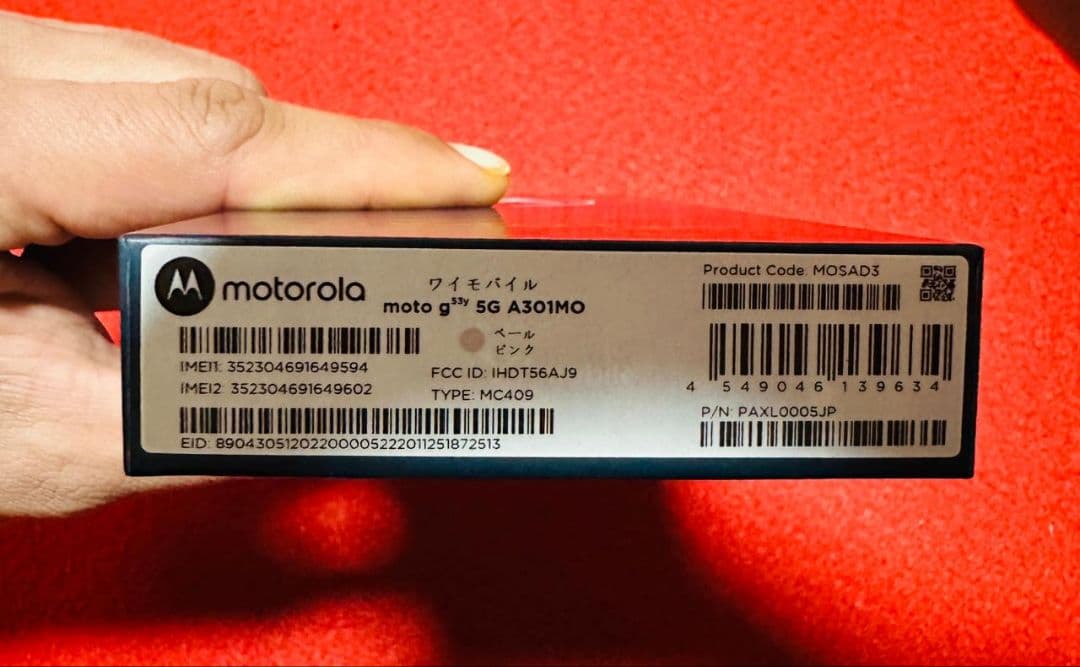 motorola
ワイモバイル
moto g53y 5G A301MO
ペール
ピンク
IMEI1: 352304691649594
IMEI2: 352304691649602
FCC ID: IHDT56AJ9
TYPE: MC409
EID: 89043051202200005222011251872513
Product Code: MOSAD3
4 549046 139634
P/N: PAXL0005JP